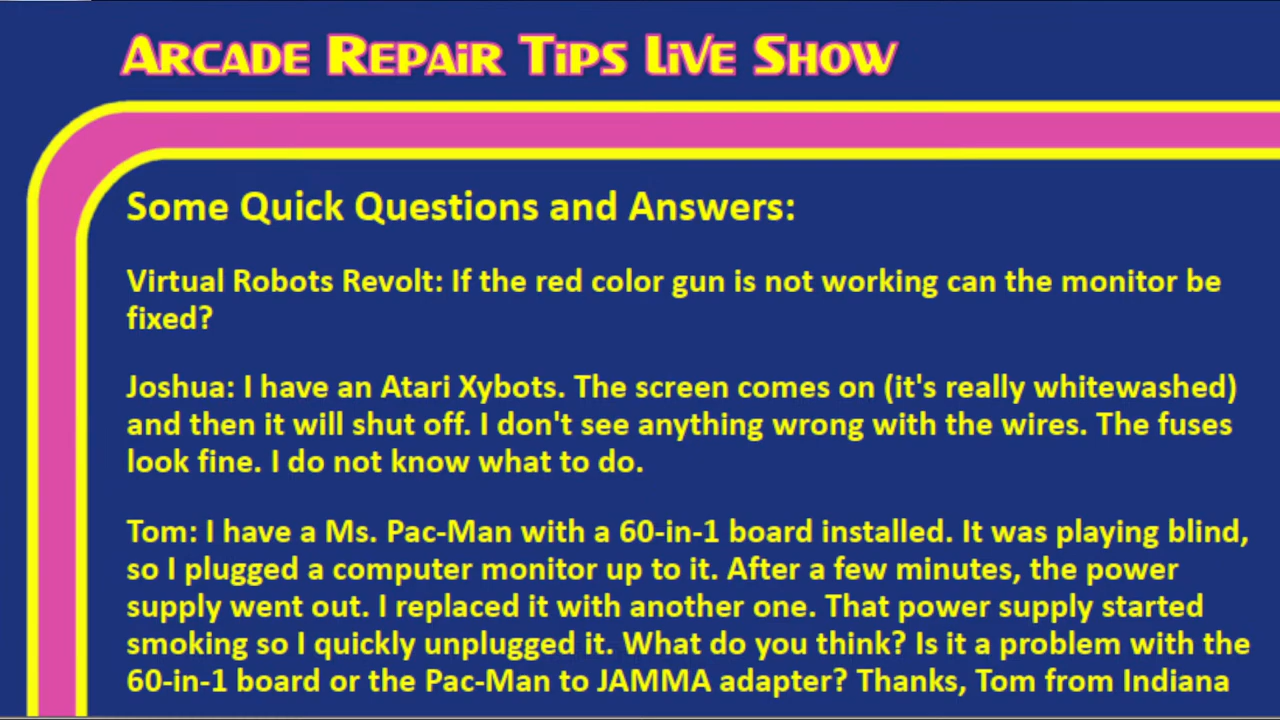 Arcade Repair Tips Live Show
Some Quick Questions and Answers:
Virtual Robots Revolt: If the red color gun is not working can the monitor be
fixed?
Joshua: I have an Atari Xybots. The screen comes on (it's really whitewashed)
and then it will shut off. I don't see anything wrong with the wires. The fuses
look fine. I do not know what to do.
Tom: I have a Ms. Pac-Man with a 60-in-1 board installed. It was playing blind,
so I plugged a computer monitor up to it. After a few minutes, the power
supply went out. I replaced it with another one. That power supply started
smoking so I quickly unplugged it. What do you think? Is it a problem with the
60-in-1 board or the Pac-Man to JAMMA adapter? Thanks, Tom from Indiana